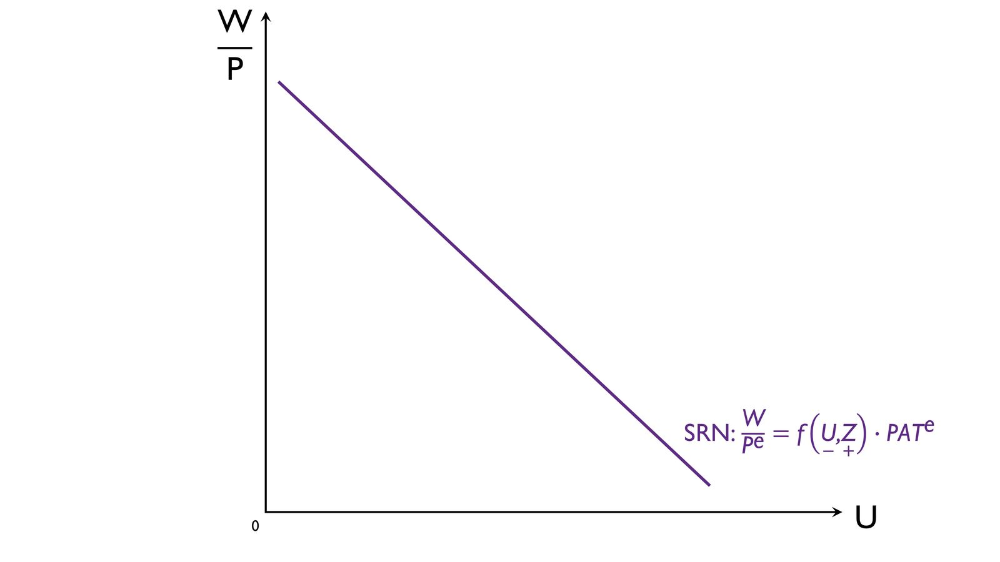 W
P
SRN: W/Pᵉ = f(U,Z) · PATᵉ
− +
0
U